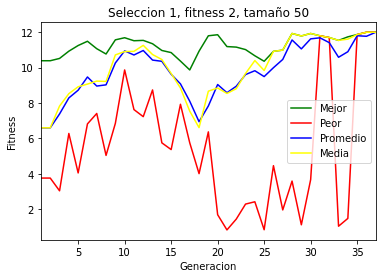 Seleccion 1, fitness 2, tamaño 50
Fitness
12
10
8
6
4
2
Mejor
Peor
Promedio
Media
5
10
15
20
25
30
35
Generacion